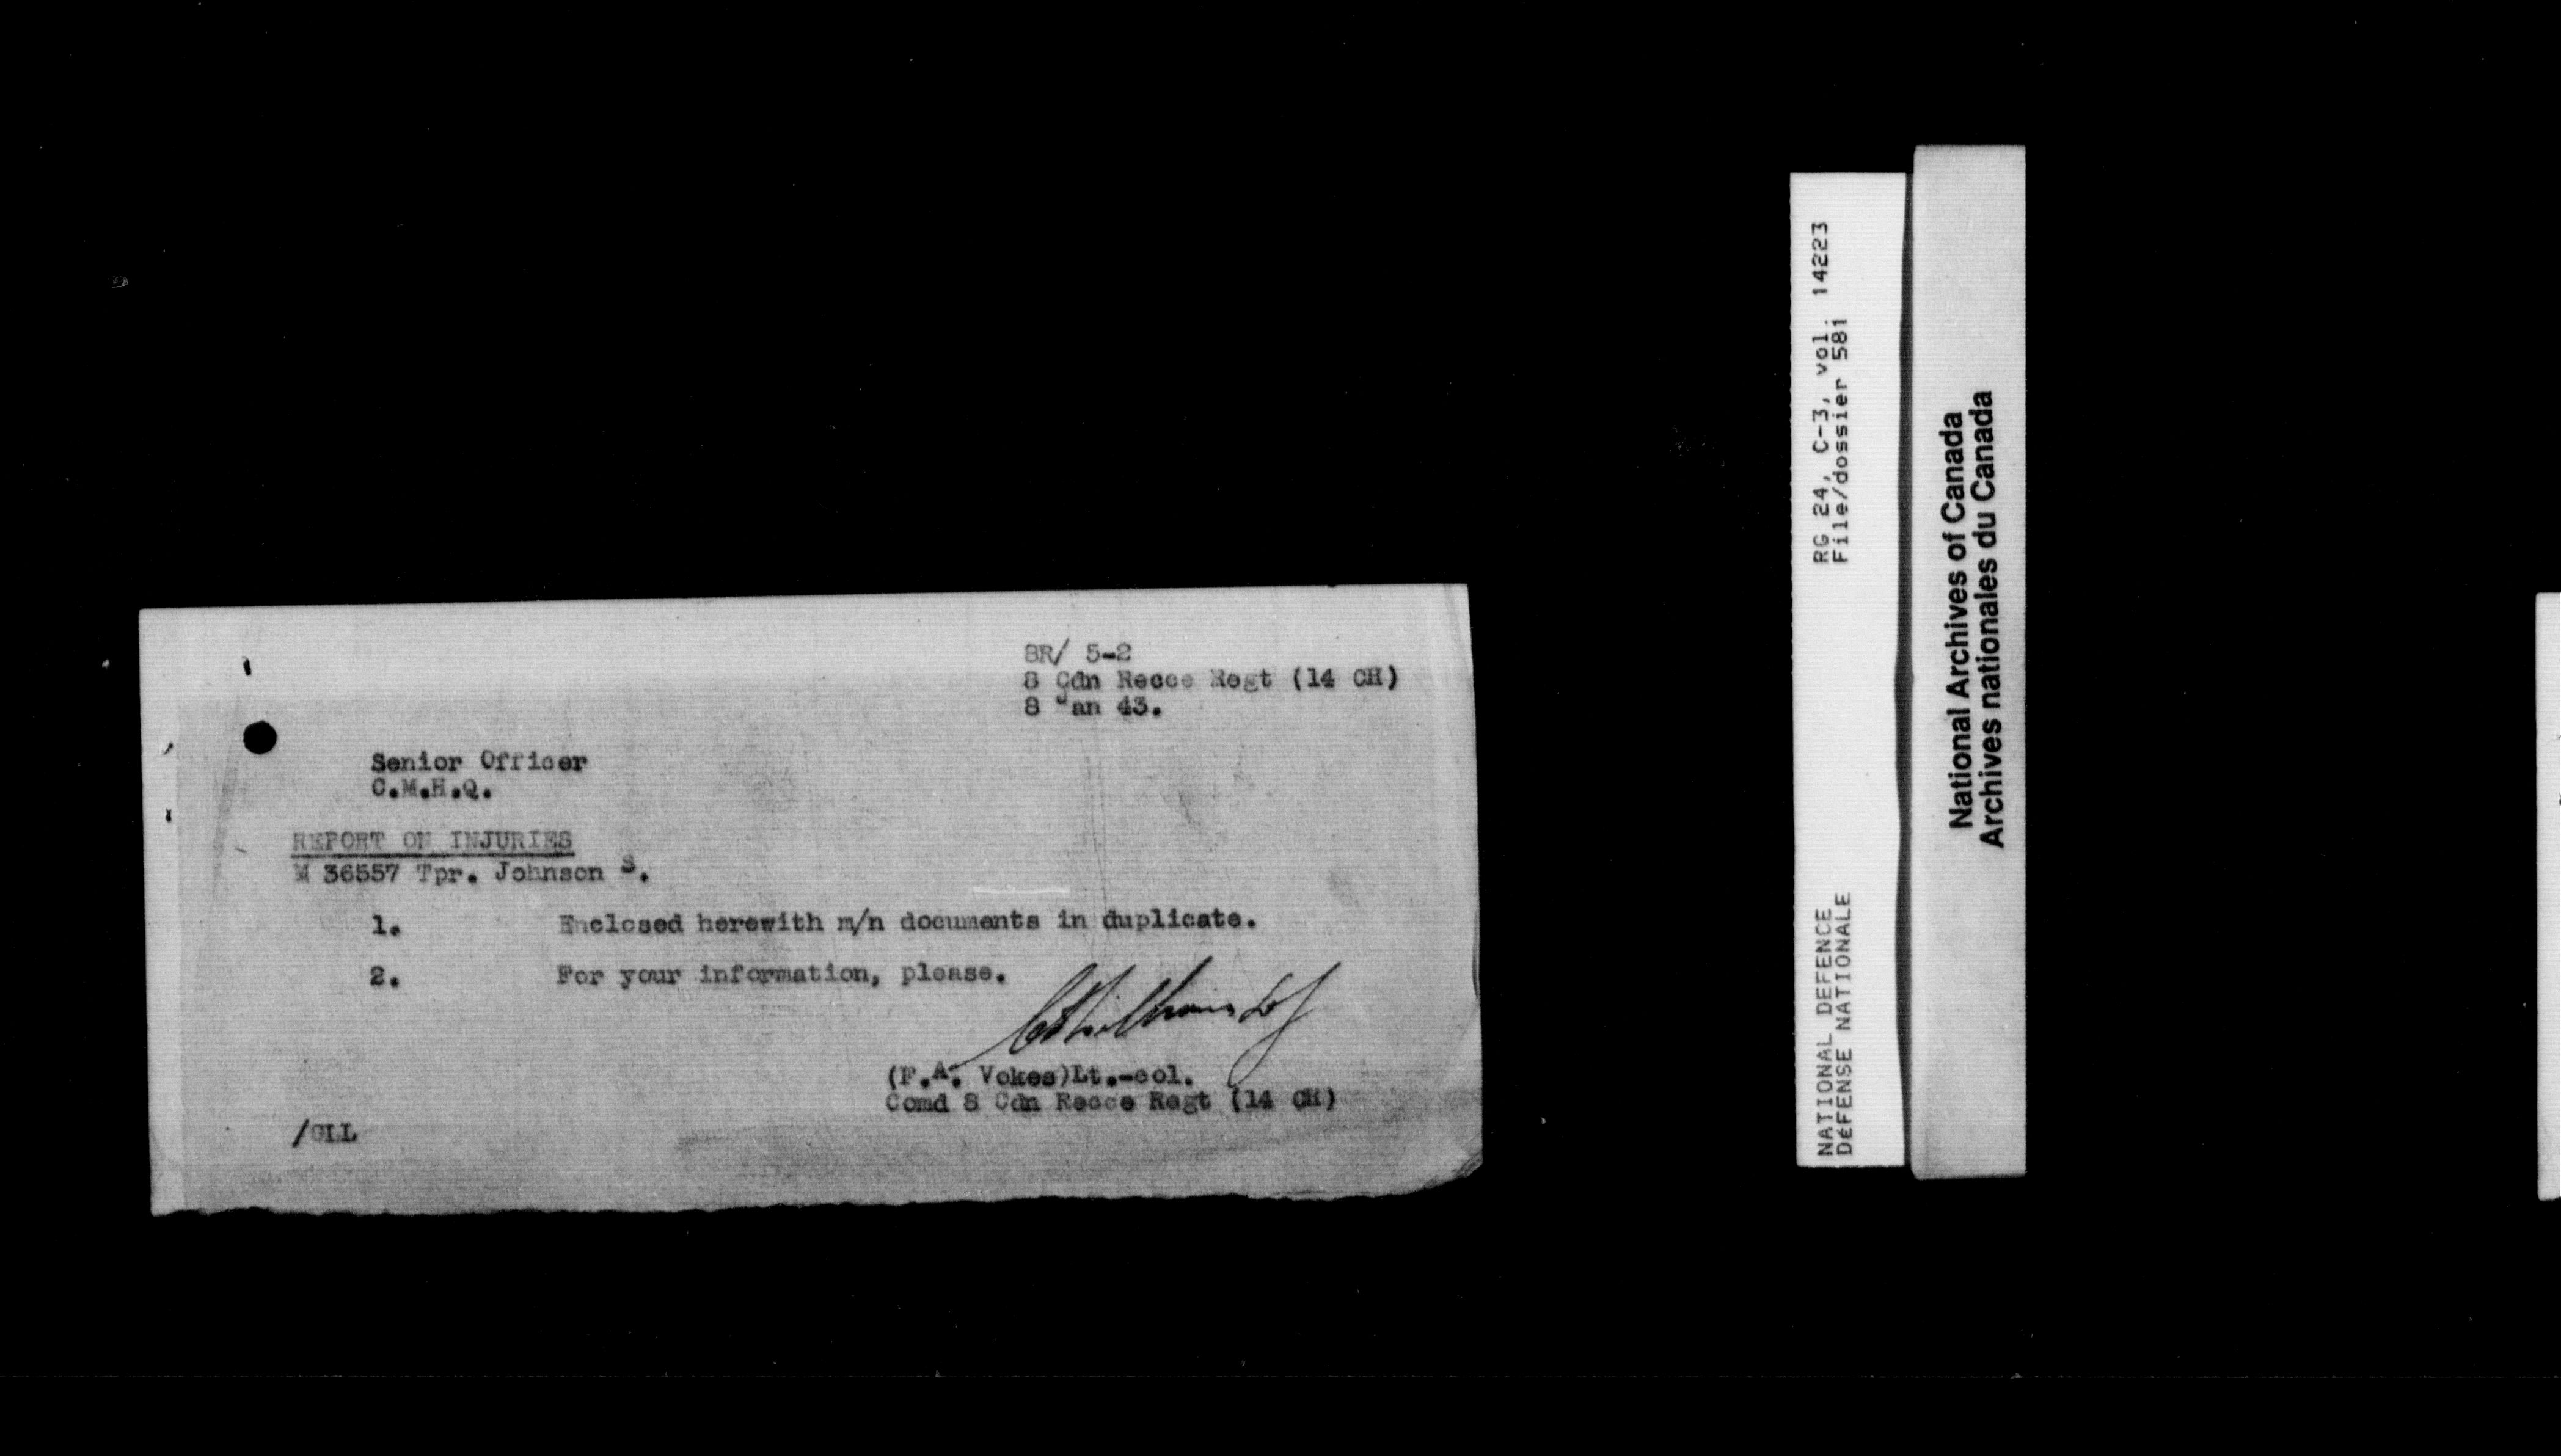 8R/ 5-2
8 Cdn Recce Regt (14 CH)
8 Jan 43.
Senior Officer
C.M.H.Q.
REPORT ON INJURIES
M 36557 Tpr. Johnson S.
1. Enclosed herewith m/n documents in duplicate.
2. For your information, please.
(F.A. Vokes)Lt.-col.
Comd 8 Cdn Recce Regt (14 CH)
/GLL
RG 24, C-3, vol. 14223
File/dossier 581
NATIONAL DEFENCE
DéFENSE NATIONALE
National Archives of Canada
Archives nationales du Canada